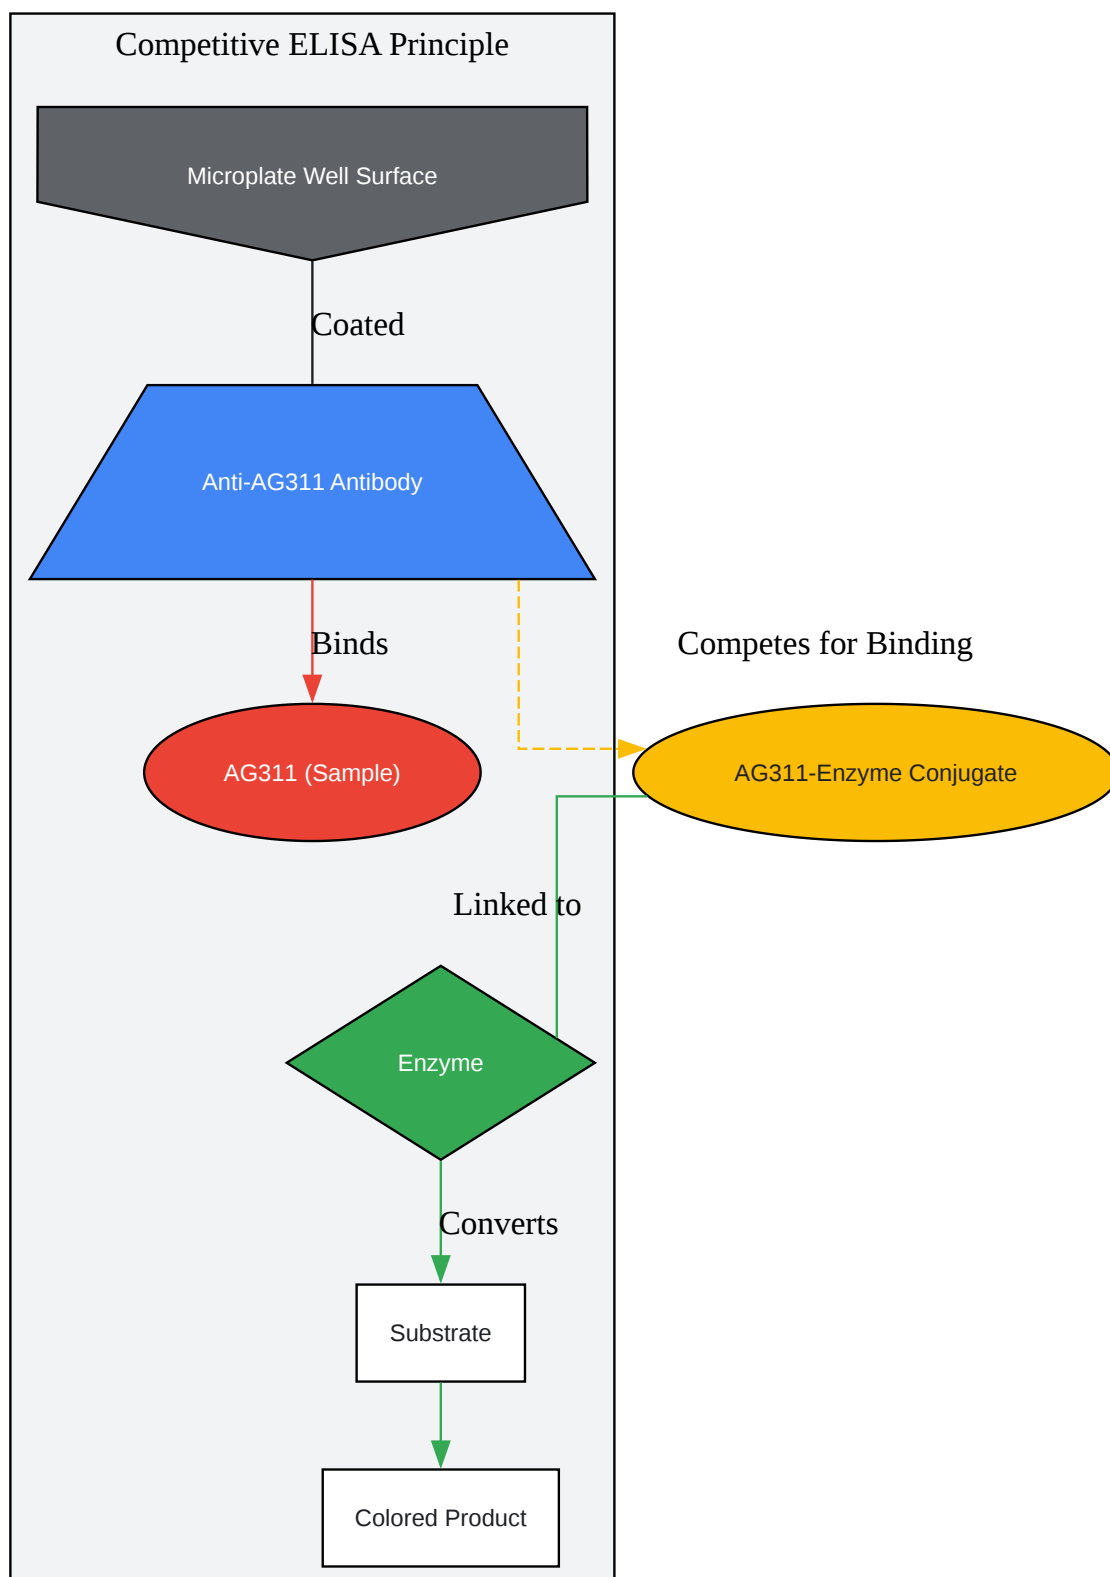 Competitive ELISA Principle
Microplate Well Surface
Coated
Anti-AG311 Antibody
Binds
Competes for Binding
AG311 (Sample)
AG311-Enzyme Conjugate
Linked to
Enzyme
Converts
Substrate
Colored Product